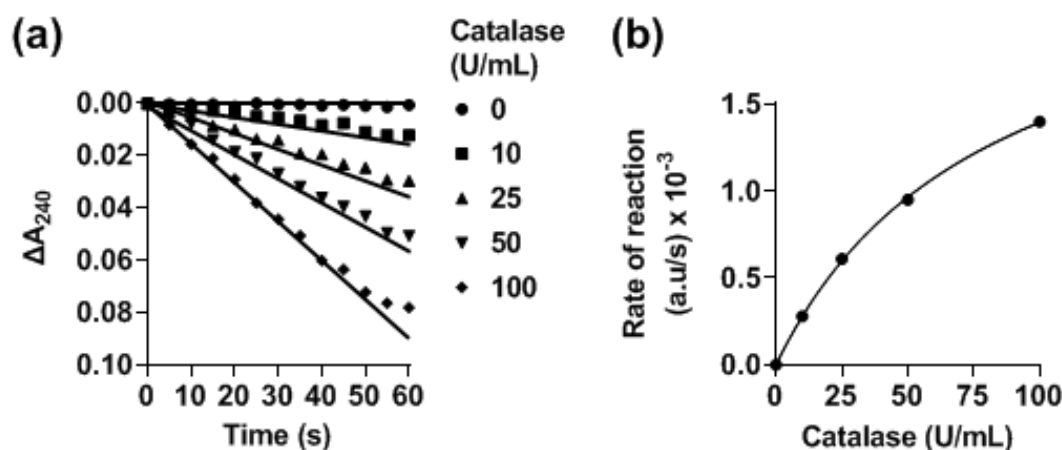 (a)
ΔA240
0.00
0.02
0.04
0.06
0.08
0.10
0 10 20 30 40 50 60
Time (s)
Catalase
(U/mL)
0
10
25
50
100
(b)
Rate of reaction
(a.u/s) x 10-3
1.5
1.0
0.5
0.0
0 25 50 75 100
Catalase (U/mL)